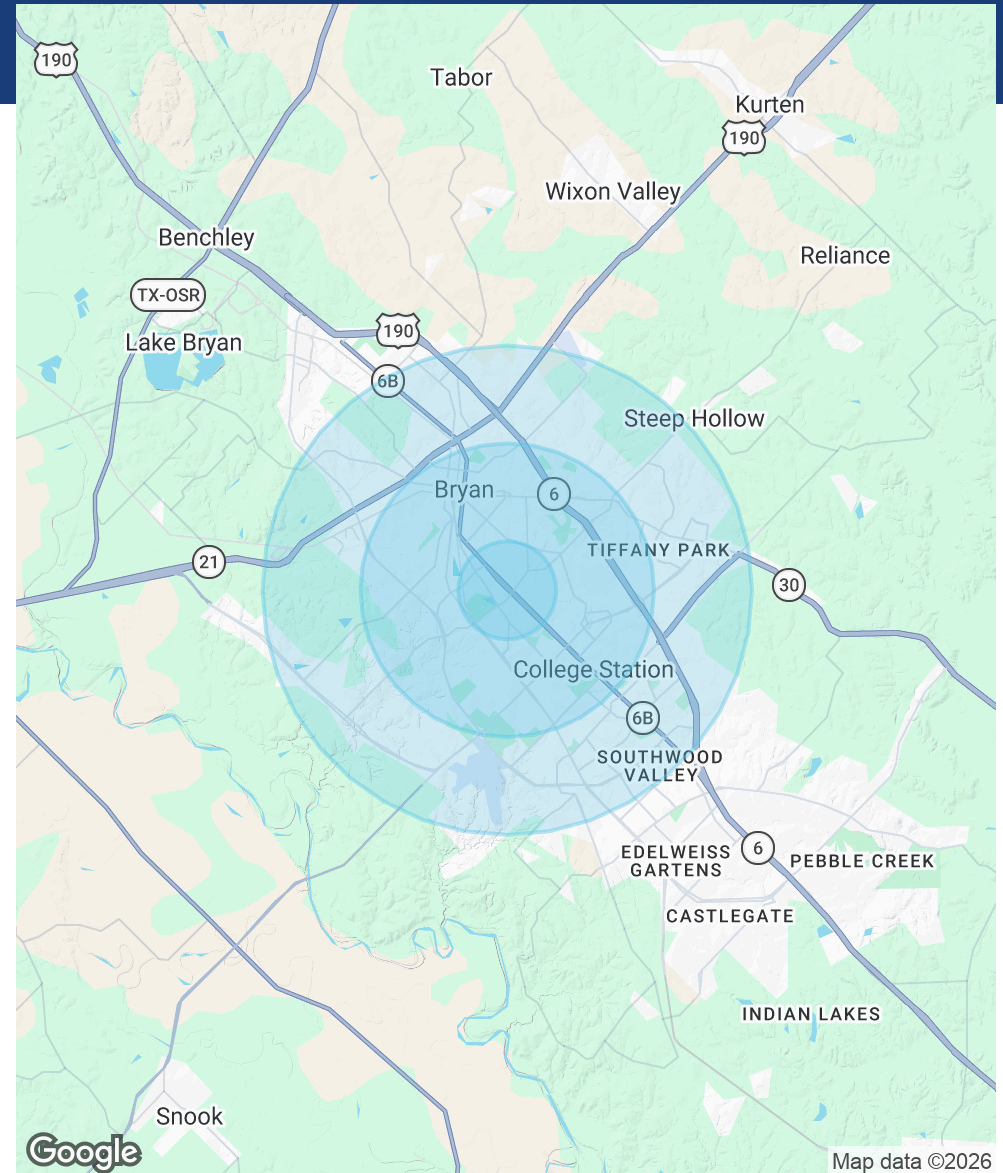 190
Tabor
Kurten
190
Wixon Valley
Benchley
Reliance
TX-OSR
190
Lake Bryan
6B
Steep Hollow
Bryan
6
TIFFANY PARK
21
30
College Station
6B
SOUTHWOOD
VALLEY
EDELWEISS
GARTENS
6
PEBBLE CREEK
CASTLEGATE
INDIAN LAKES
Snook
Google
Map data ©2026